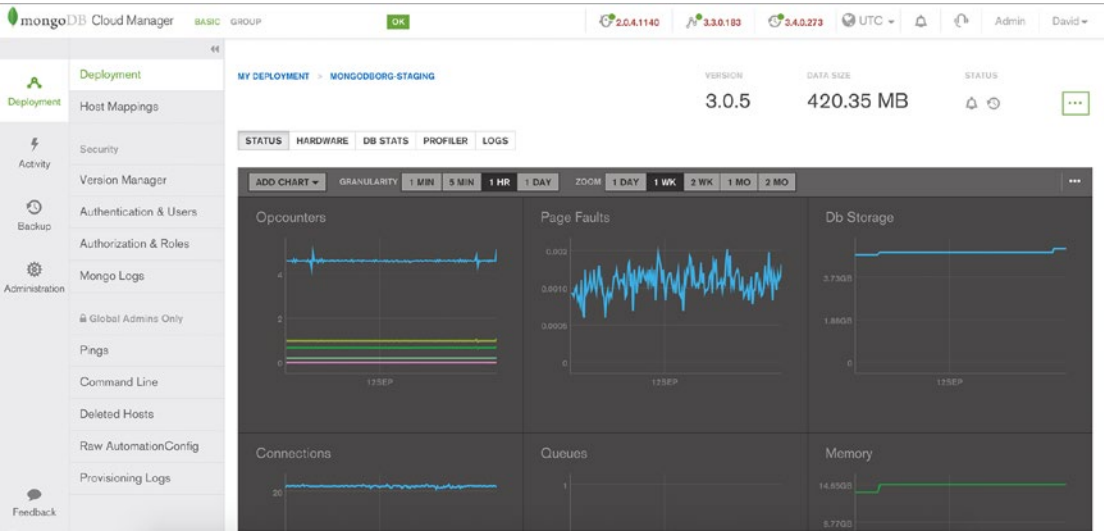 mongoDB Cloud Manager BASIC GROUP OK 2.0.4.1140 3.3.0.183 3.4.0.273 UTC Admin David
Deployment
Activity
Backup
Administration
Feedback
Deployment
Host Mappings
Security
Version Manager
Authentication & Users
Authorization & Roles
Mongo Logs
Global Admins Only
Pings
Command Line
Deleted Hosts
Raw AutomationConfig
Provisioning Logs
MY DEPLOYMENT > MONGODBORG-STAGING
VERSION DATA SIZE STATUS
3.0.5 420.35 MB
STATUS HARDWARE DB STATS PROFILER LOGS
ADD CHART GRANULARITY 1 MIN 5 MIN 1 HR 1 DAY ZOOM 1 DAY 1 WK 2 WK 1 MO 2 MO
Opcounters
4
2
0
12SEP
Page Faults
0.003
0.0010
0
12SEP
Db Storage
3.73GB
1.86GB
0
12SEP
Connections
20
Queues
1
Memory
14.65GB
9.77GB